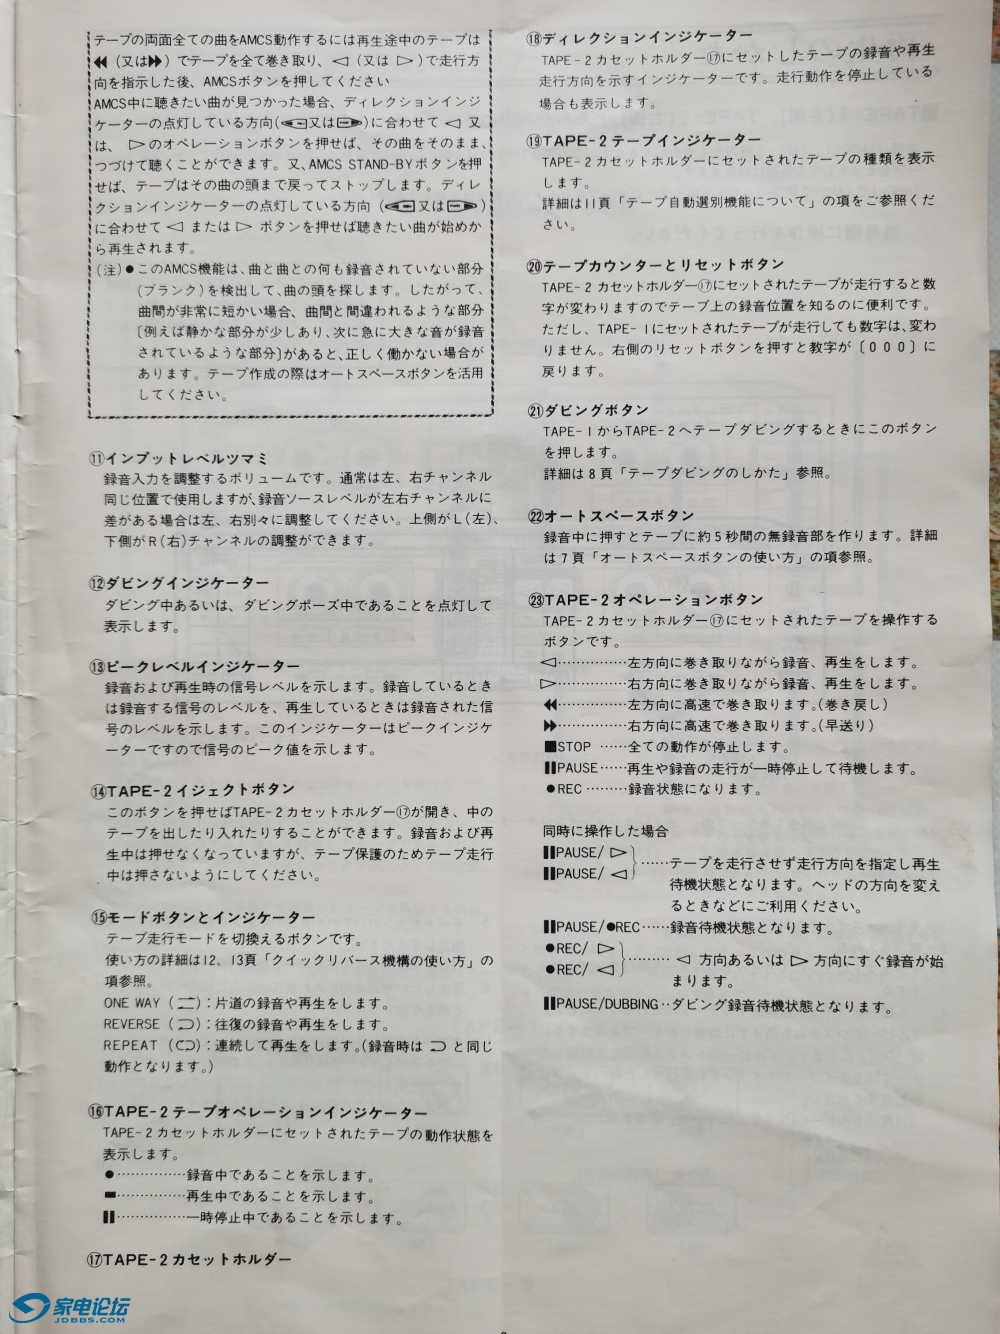 テープの両面全ての曲をAMCS動作するには再生途中のテープは
◀◀ (又は▶▶) でテープを全て巻き取り、◁ (又は ▷) で走行方
向を指示した後、AMCSボタンを押してください
AMCS中に聴きたい曲が見つかった場合、ディレクションインジ
ケーターの点灯している方向(又は)に合わせて ◁ 又
は、▷のオペレーションボタンを押せば、その曲をそのまま、
つづけて聴くことができます。又、AMCS STAND-BYボタンを押
せば、テープはその曲の頭まで戻ってストップします。ディレ
クションインジケーターの点灯している方向 (又は)
に合わせて ◁ または ▷ ボタンを押せば聴きたい曲が始めか
ら再生されます。
(注)●このAMCS機能は、曲と曲との何も録音されていない部分
(ブランク)を検出して、曲の頭を探します。したがって、
曲間が非常に短かい場合、曲間と間違われるような部分
〔例えば静かな部分が少しあり、次に急に大きな音が録音
されているような部分〕があると、正しく働かない場合が
あります。テープ作成の際はオートスペースボタンを活用
してください。
⑪インプットレベルツマミ
録音入力を調整するボリュームです。通常は左、右チャンネル
同じ位置で使用しますが、録音ソースレベルが左右チャンネルに
差がある場合は左、右別々に調整してください。上側がL(左)、
下側がR(右)チャンネルの調整ができます。
⑫ダビングインジケーター
ダビング中あるいは、ダビングポーズ中であることを点灯して
表示します。
⑬ピークレベルインジケーター
録音および再生時の信号レベルを示します。録音しているとき
は録音する信号のレベルを、再生しているときは録音された信
号のレベルを示します。このインジケーターはピークインジケ
ーターですので信号のピーク値を示します。
⑭TAPE-2イジェクトボタン
このボタンを押せばTAPE-2カセットホルダー⑰が開き、中の
テープを出したり入れたりすることができます。録音および再
生中は押せなくなっていますが、テープ保護のためテープ走行
中は押さないようにしてください。
⑮モードボタンとインジケーター
テープ走行モードを切換えるボタンです。
使い方の詳細は12、13頁「クイックリバース機構の使い方」の
項参照。
ONE WAY (二):片道の録音や再生をします。
REVERSE (⊃):往復の録音や再生をします。
REPEAT (⊂⊃):連続して再生をします。(録音時は ⊃ と同じ
動作となります。)
⑯TAPE-2テープオペレーションインジケーター
TAPE-2カセットホルダーにセットされたテープの動作状態を
表示します。
●……………録音中であることを示します。
▬……………再生中であることを示します。
▮▮……………一時停止中であることを示します。
⑰TAPE-2カセットホルダー
⑱ディレクションインジケーター
TAPE-2カセットホルダー⑰にセットしたテープの録音や再生
走行方向を示すインジケーターです。走行動作を停止している
場合も表示します。
⑲TAPE-2テープインジケーター
TAPE-2カセットホルダーにセットされたテープの種類を表示
します。
詳細は11頁「テープ自動選別機能について」の項をご参照くだ
さい。
⑳テープカウンターとリセットボタン
TAPE-2カセットホルダー⑰にセットされたテープが走行すると数
字が変わりますのでテープ上の録音位置を知るのに便利です。
ただし、TAPE-1にセットされたテープが走行しても数字は、変わ
りません。右側のリセットボタンを押すと教字が〔000〕に
戻ります。
㉑ダビングボタン
TAPE-1からTAPE-2へテープダビングするときにこのボタン
を押します。
詳細は8頁「テープダビングのしかた」参照。
㉒オートスペースボタン
録音中に押すとテープに約5秒間の無録音部を作ります。詳細
は7頁「オートスペースボタンの使い方」の項参照。
㉓TAPE-2オペレーションボタン
TAPE-2カセットホルダー⑰にセットされたテープを操作する
ボタンです。
◁……………左方向に巻き取りながら録音、再生をします。
▷……………右方向に巻き取りながら録音、再生をします。
◀◀……………左方向に高速で巻き取ります。(巻き戻し)
▶▶……………右方向に高速で巻き取ります。(早送り)
■STOP ……全ての動作が停止します。
▮▮PAUSE……再生や録音の走行が一時停止して待機します。
●REC ………録音状態になります。
同時に操作した場合
▮▮PAUSE/ ▷
▮▮PAUSE/ ◁
……テープを走行させず走行方向を指定し再生
待機状態となります。ヘッドの方向を変え
るときなどにご利用ください。
▮▮PAUSE/●REC……録音待機状態となります。
●REC/ ▷
●REC/ ◁
……… ◁ 方向あるいは ▷ 方向にすぐ録音が始
まります。
▮▮PAUSE/DUBBING‥ダビング録音待機状態となります。
家电论坛
JDBBS.COM